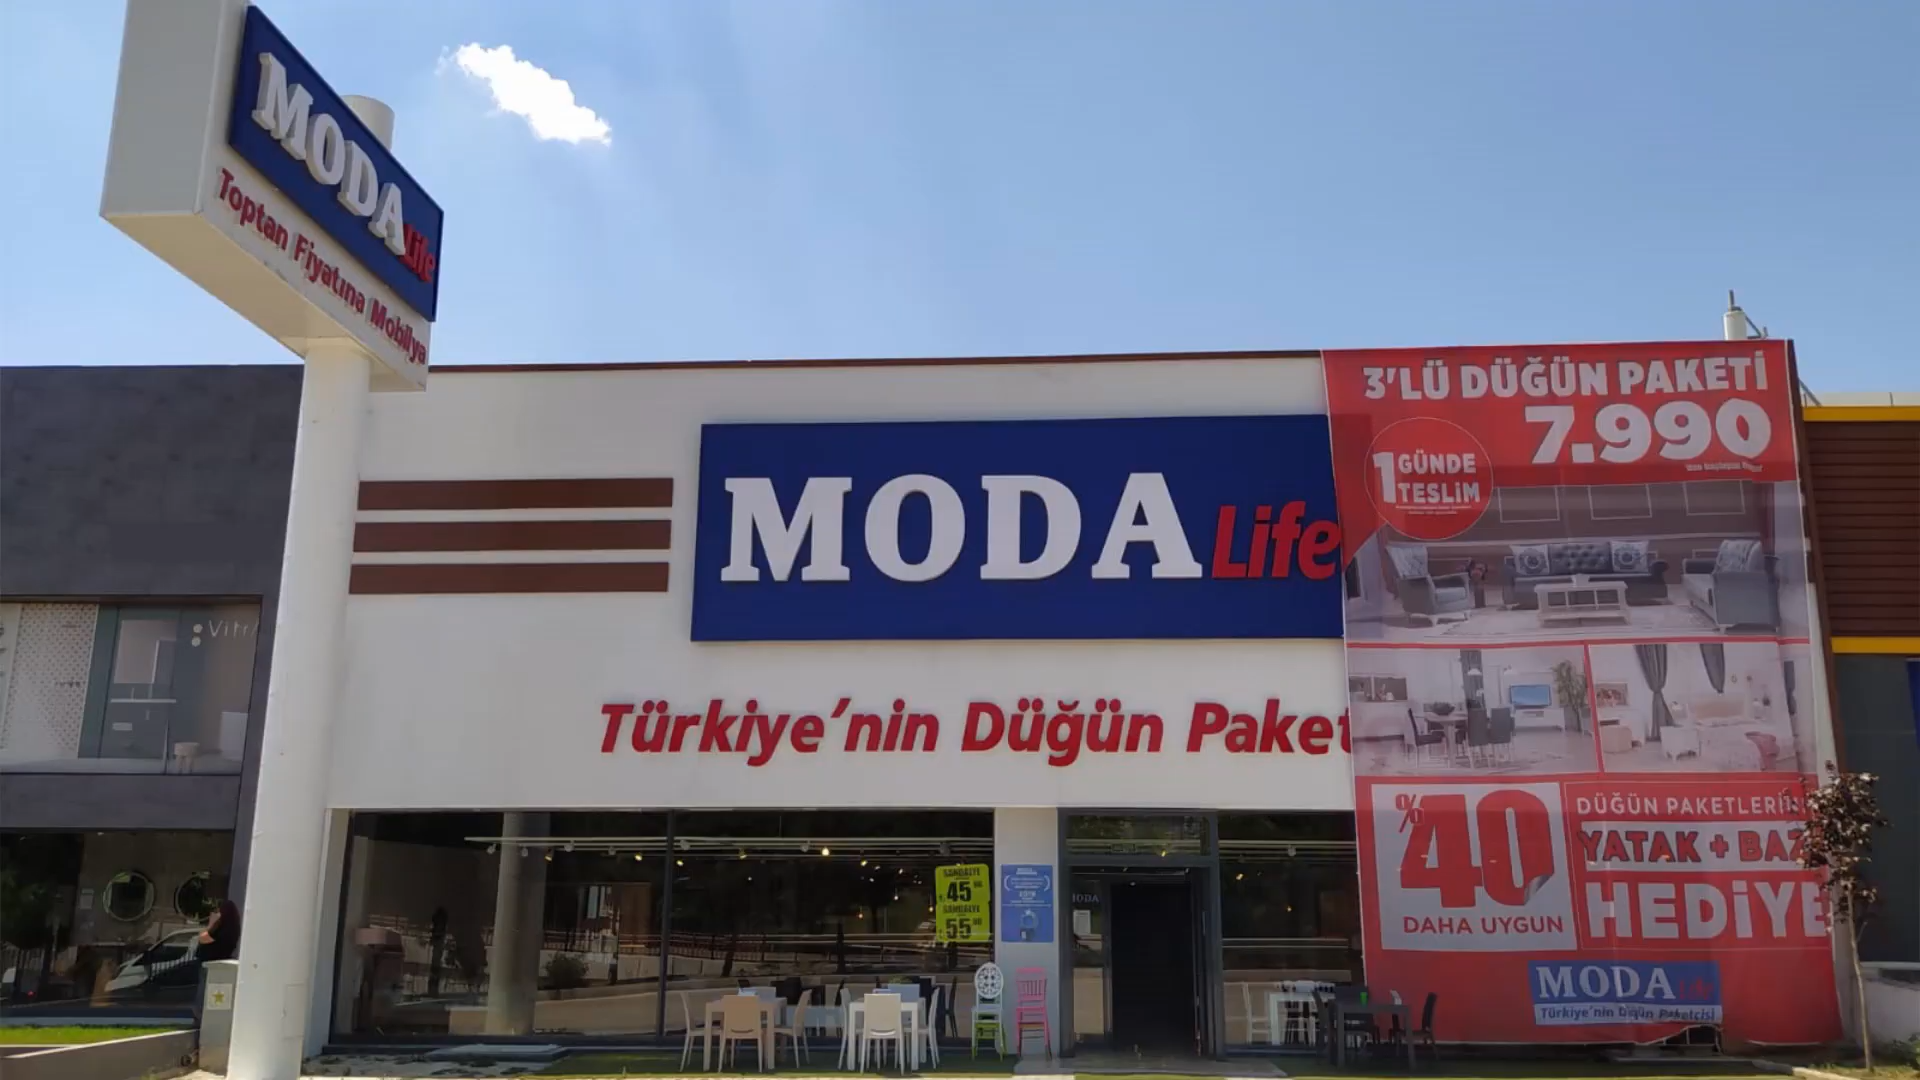 MODA Life
Toptan Fiyatına Mobilya
MODA Life
Türkiye'nin Düğün Paket
3'LÜ DÜĞÜN PAKETİ
7.990
1 GÜNDE
TESLİM
%40
DAHA UYGUN
DÜĞÜN PAKETLERİN
YATAK + BAZ
HEDİYE
MODA Life
Türkiye'nin Düğün Paketçisi
SANDALYE
45
SANDALYE
55
MODA
Vitr